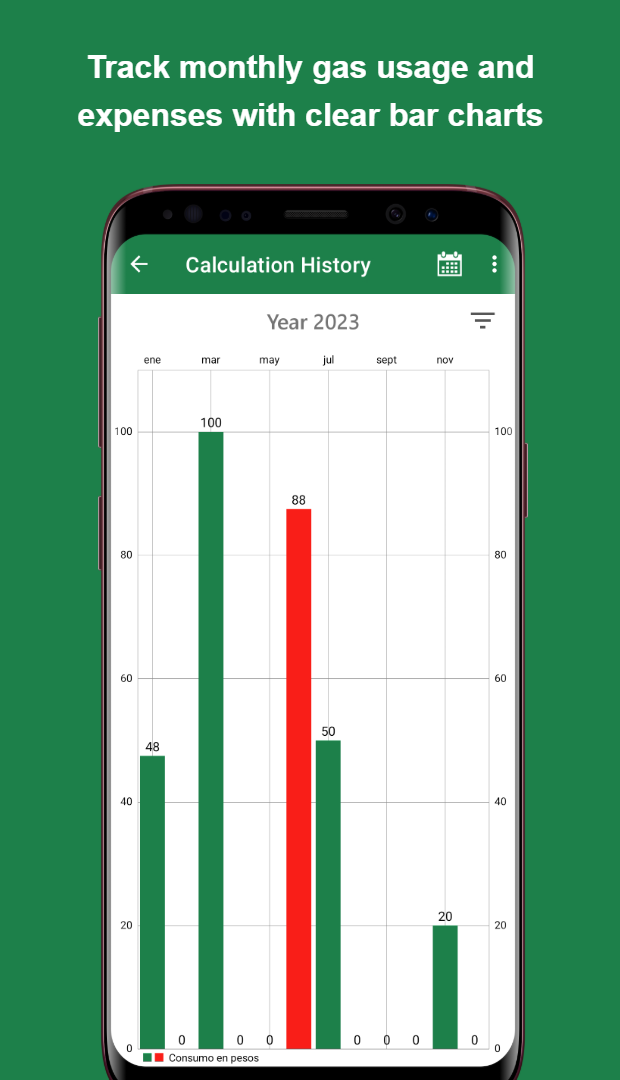 Track monthly gas usage and
expenses with clear bar charts
Calculation History
Year 2023
ene mar may jul sept nov
100
100 100
88
80 80
60 60
50
48
40 40
20
20 20
0 0 0 0 0 0 0
0 0
Consumo en pesos